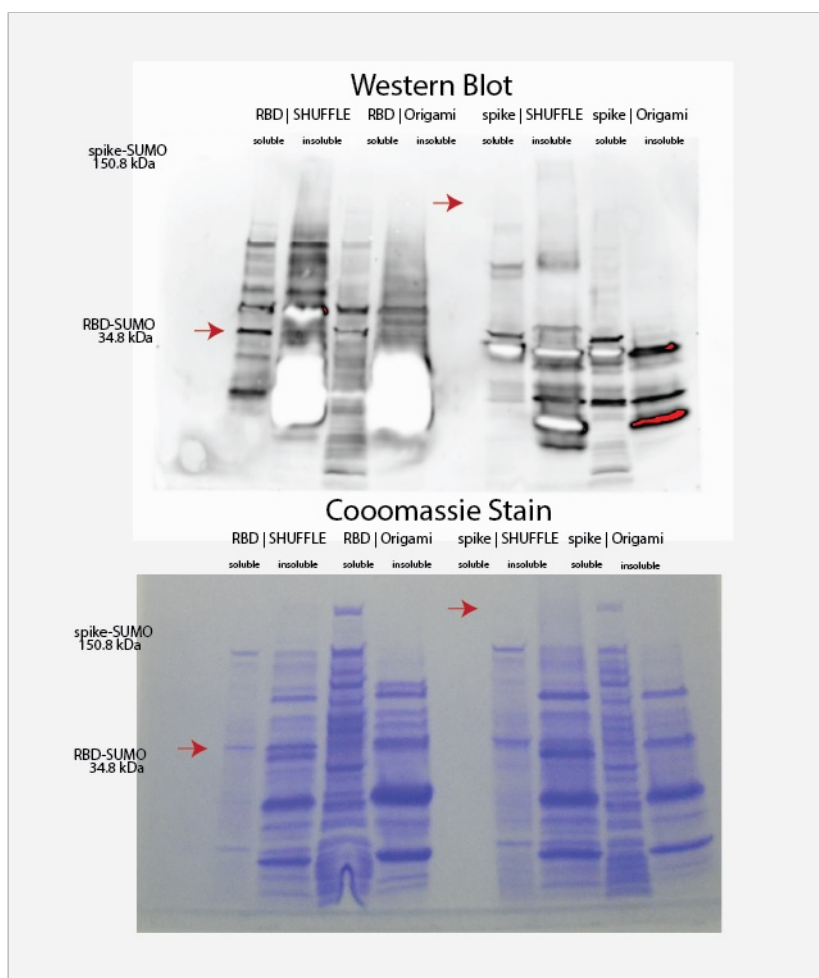 Western Blot
RBD | SHUFFLE RBD | Origami spike | SHUFFLE spike | Origami
soluble insoluble soluble insoluble soluble insoluble soluble insoluble
spike-SUMO
150.8 kDa
RBD-SUMO
34.8 kDa
Cooomassie Stain
RBD | SHUFFLE RBD | Origami spike | SHUFFLE spike | Origami
soluble insoluble soluble insoluble soluble insoluble soluble insoluble
spike-SUMO
150.8 kDa
RBD-SUMO
34.8 kDa